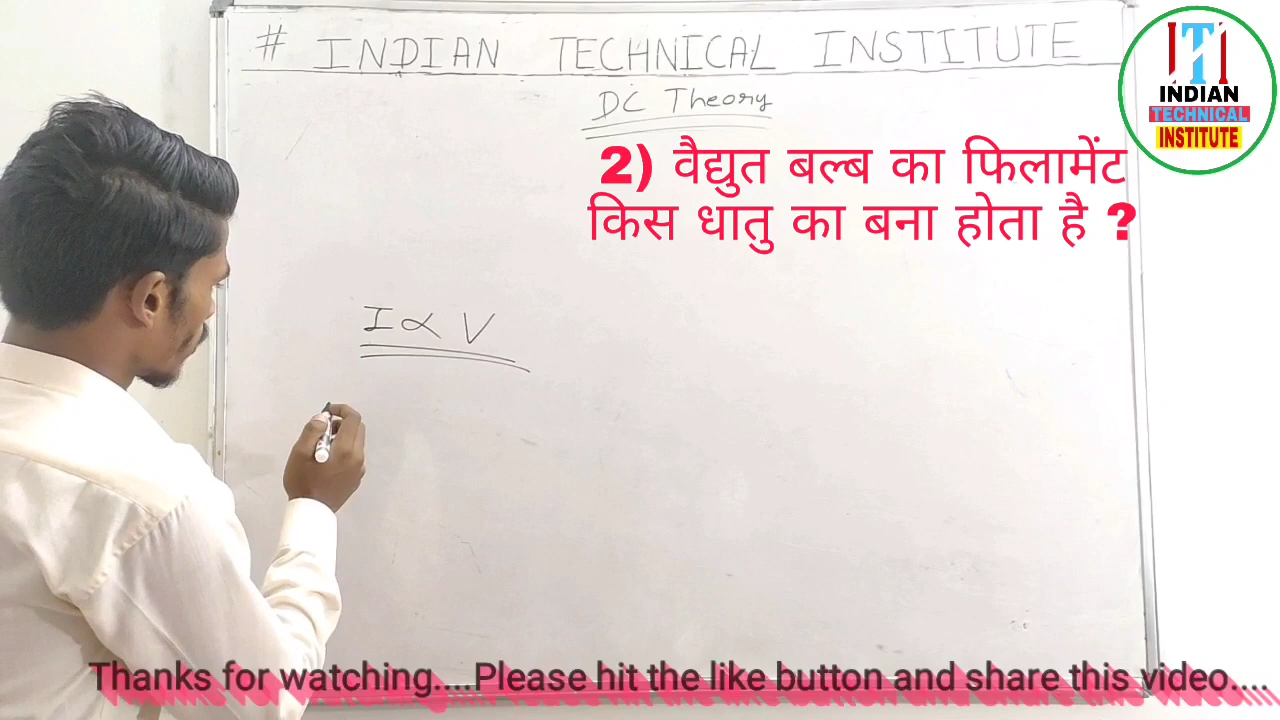 # INDIAN TECHNICAL INSTITUTE
ITI
INDIAN
TECHNICAL
INSTITUTE
DC Theory
2) वैद्युत बल्ब का फिलामेंट
किस धातु का बना होता है ?
I ∝ V
Thanks for watching....Please hit the like button and share this video....